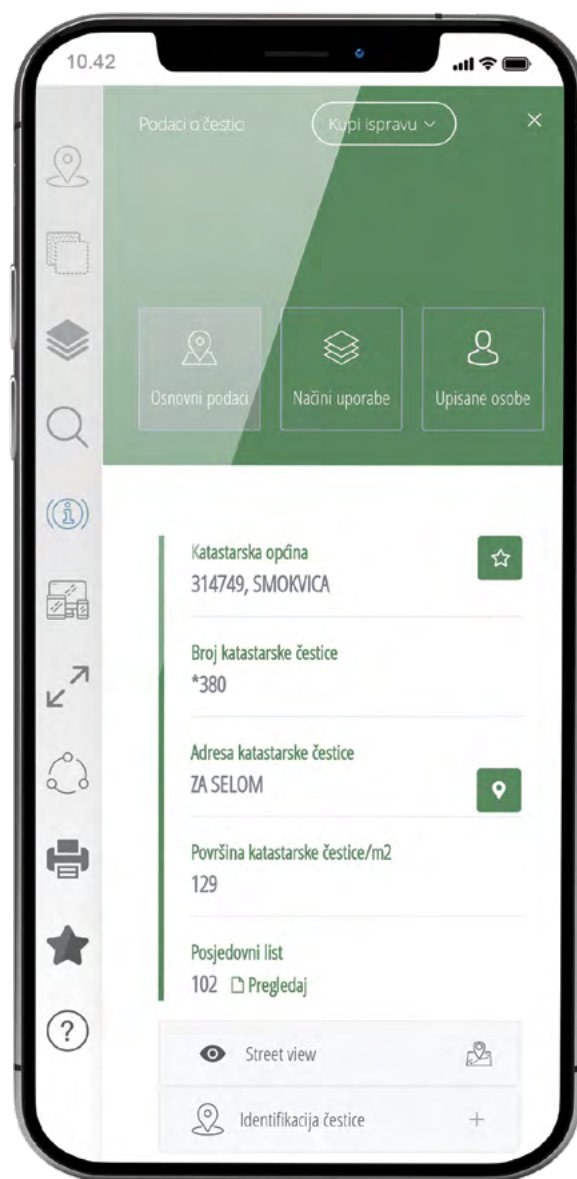 10.42
Podaci o čestici
Kupi ispravu
Osnovni podaci
Načini uporabe
Upisane osobe
Katastarska općina
314749, SMOKVICA
Broj katastarske čestice
*380
Adresa katastarske čestice
ZA SELOM
Površina katastarske čestice/m2
129
Posjedovni list
102 Pregledaj
Street view
Identifikacija čestice